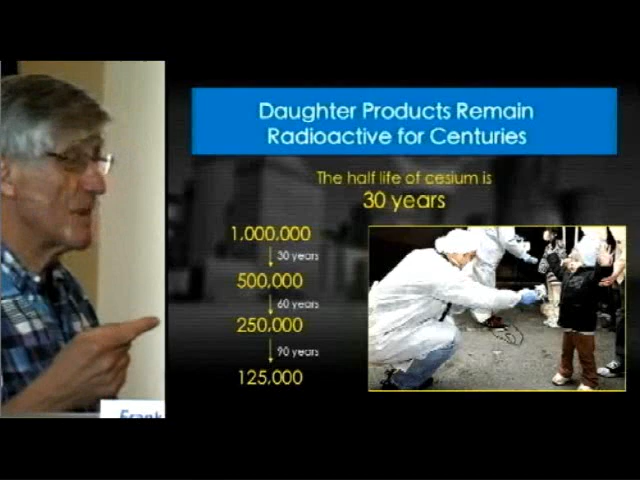 Daughter Products Remain
Radioactive for Centuries
The half life of cesium is
30 years
1,000,000
30 years
500,000
60 years
250,000
90 years
125,000
Frank